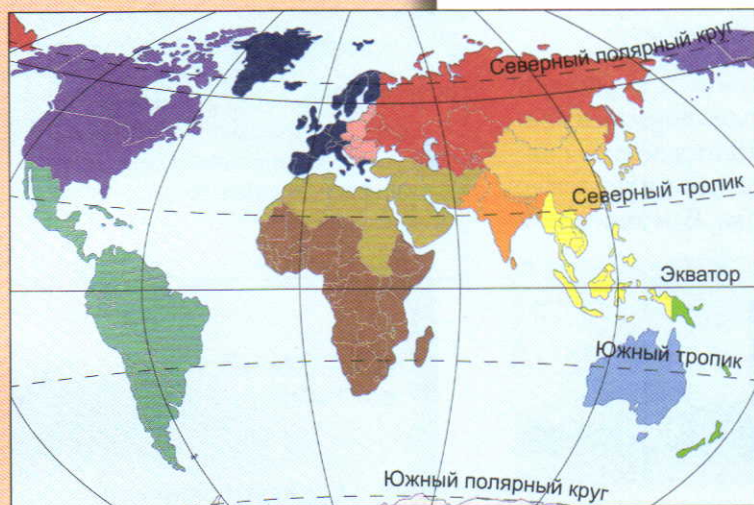 Северный полярный круг
Северный тропик
Экватор
Южный тропик
Южный полярный круг